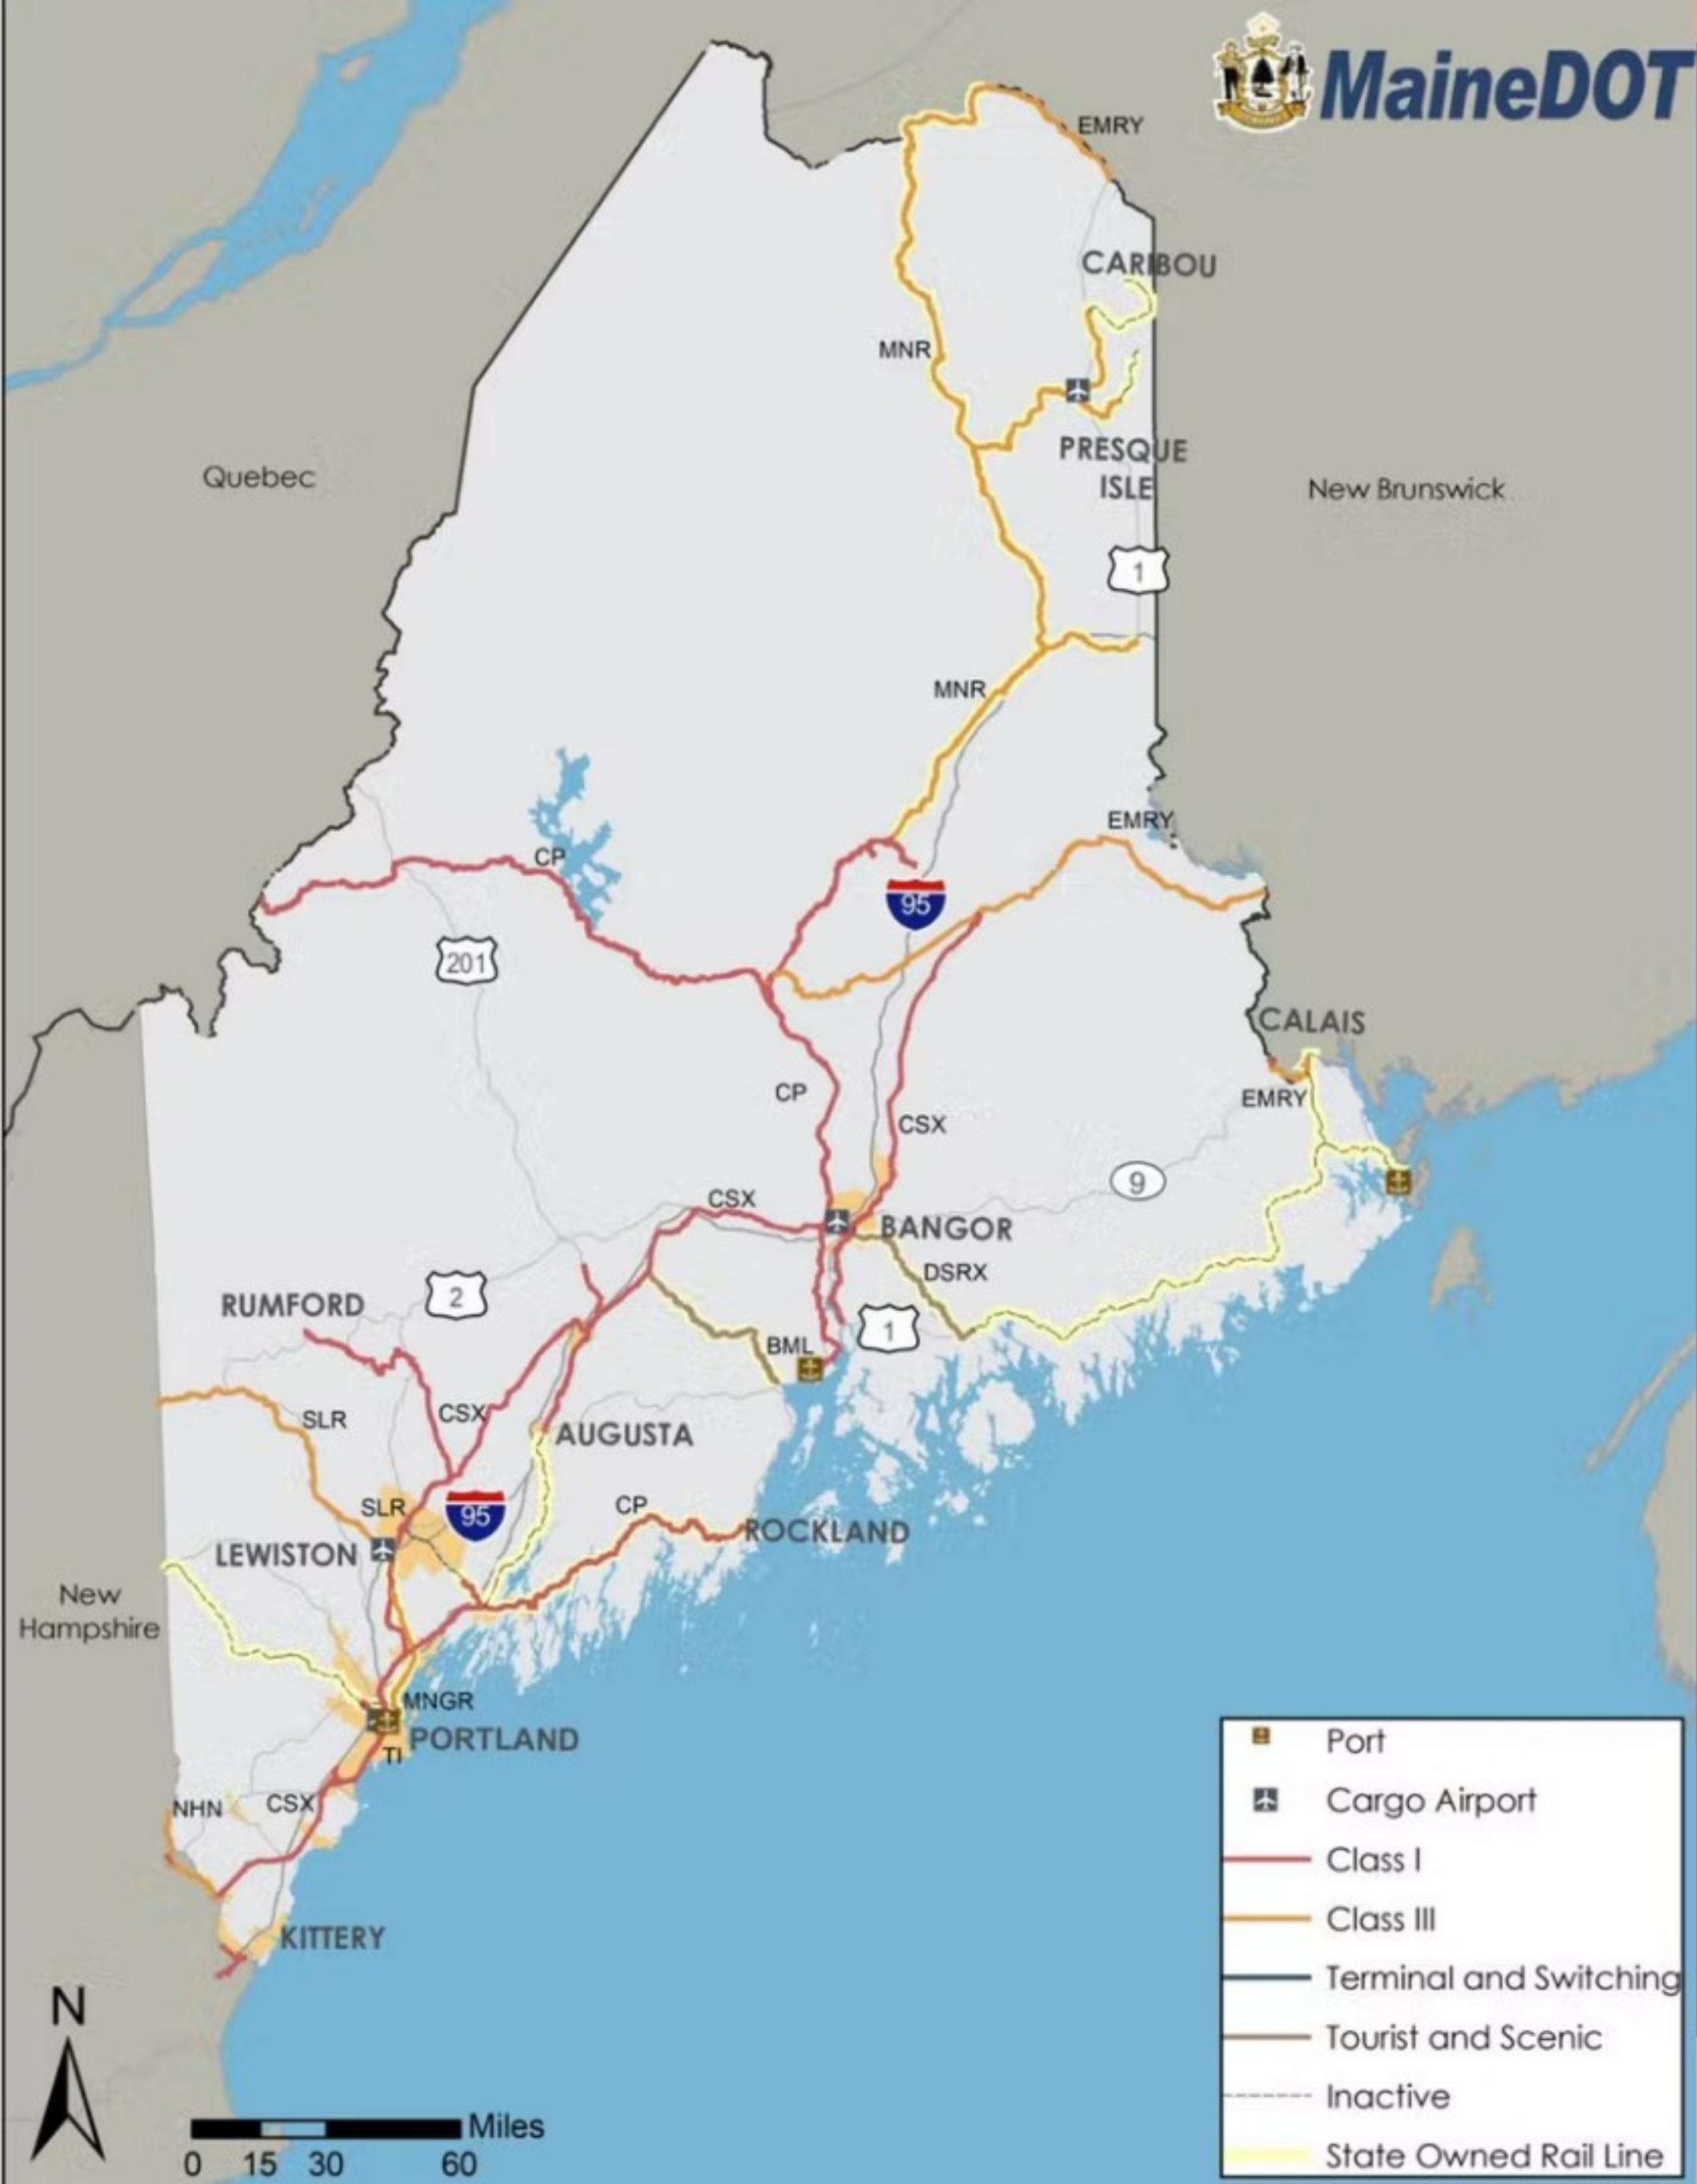 MaineDOT
EMRY
CARIBOU
MNR
PRESQUE
ISLE
Quebec
New Brunswick
1
MNR
EMRY
CP
95
201
CALAIS
CP
EMRY
CSX
9
CSX
BANGOR
DSRX
RUMFORD
2
1
BML
SLR
CSX
AUGUSTA
SLR
95
CP
ROCKLAND
LEWISTON
New
Hampshire
MNGR
PORTLAND
TI
NHN
CSX
KITTERY
N
Miles
0 15 30 60
Port
Cargo Airport
Class I
Class III
Terminal and Switching
Tourist and Scenic
Inactive
State Owned Rail Line